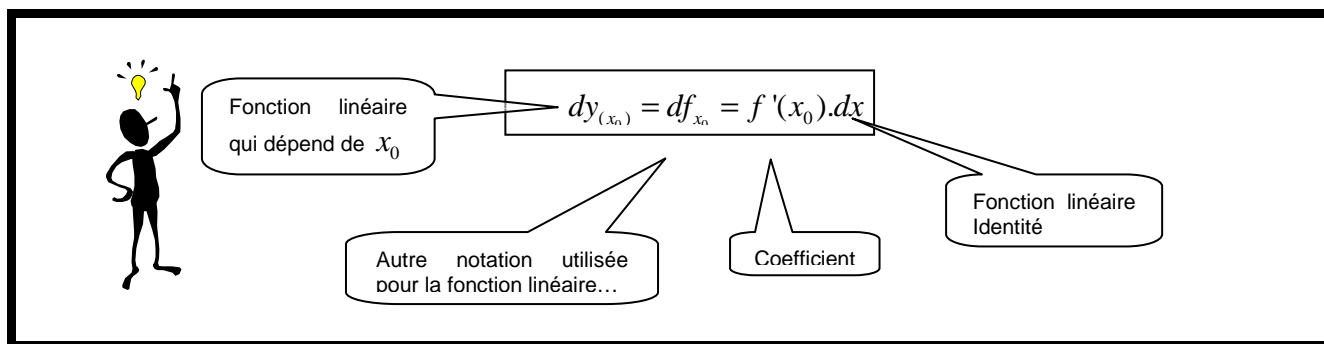 Fonction linéaire
qui dépend de x₀
dy₍ₓ₀₎ = dfₓ₀ = f '(x₀).dx
Autre notation utilisée
pour la fonction linéaire…
Coefficient
Fonction linéaire
Identité